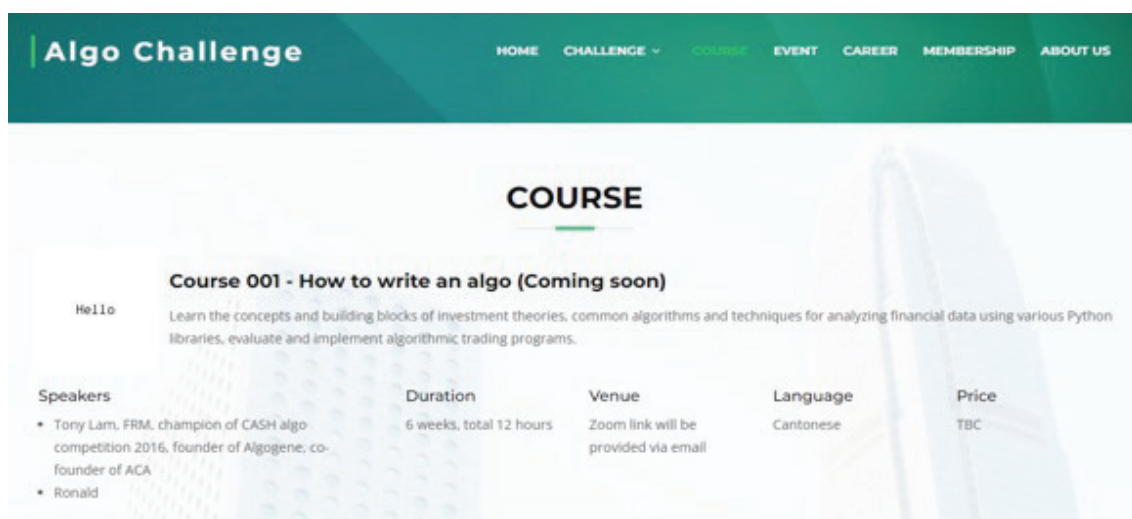 Algo Challenge
HOME CHALLENGE COURSE EVENT CAREER MEMBERSHIP ABOUT US
COURSE
Hello
Course 001 - How to write an algo (Coming soon)
Learn the concepts and building blocks of investment theories, common algorithms and techniques for analyzing financial data using various Python
libraries, evaluate and implement algorithmic trading programs.
Speakers
• Tony Lam, FRM, champion of CASH algo
competition 2016, founder of Algogene, co-
founder of ACA
• Ronald
Duration
6 weeks, total 12 hours
Venue
Zoom link will be
provided via email
Language
Cantonese
Price
TBC